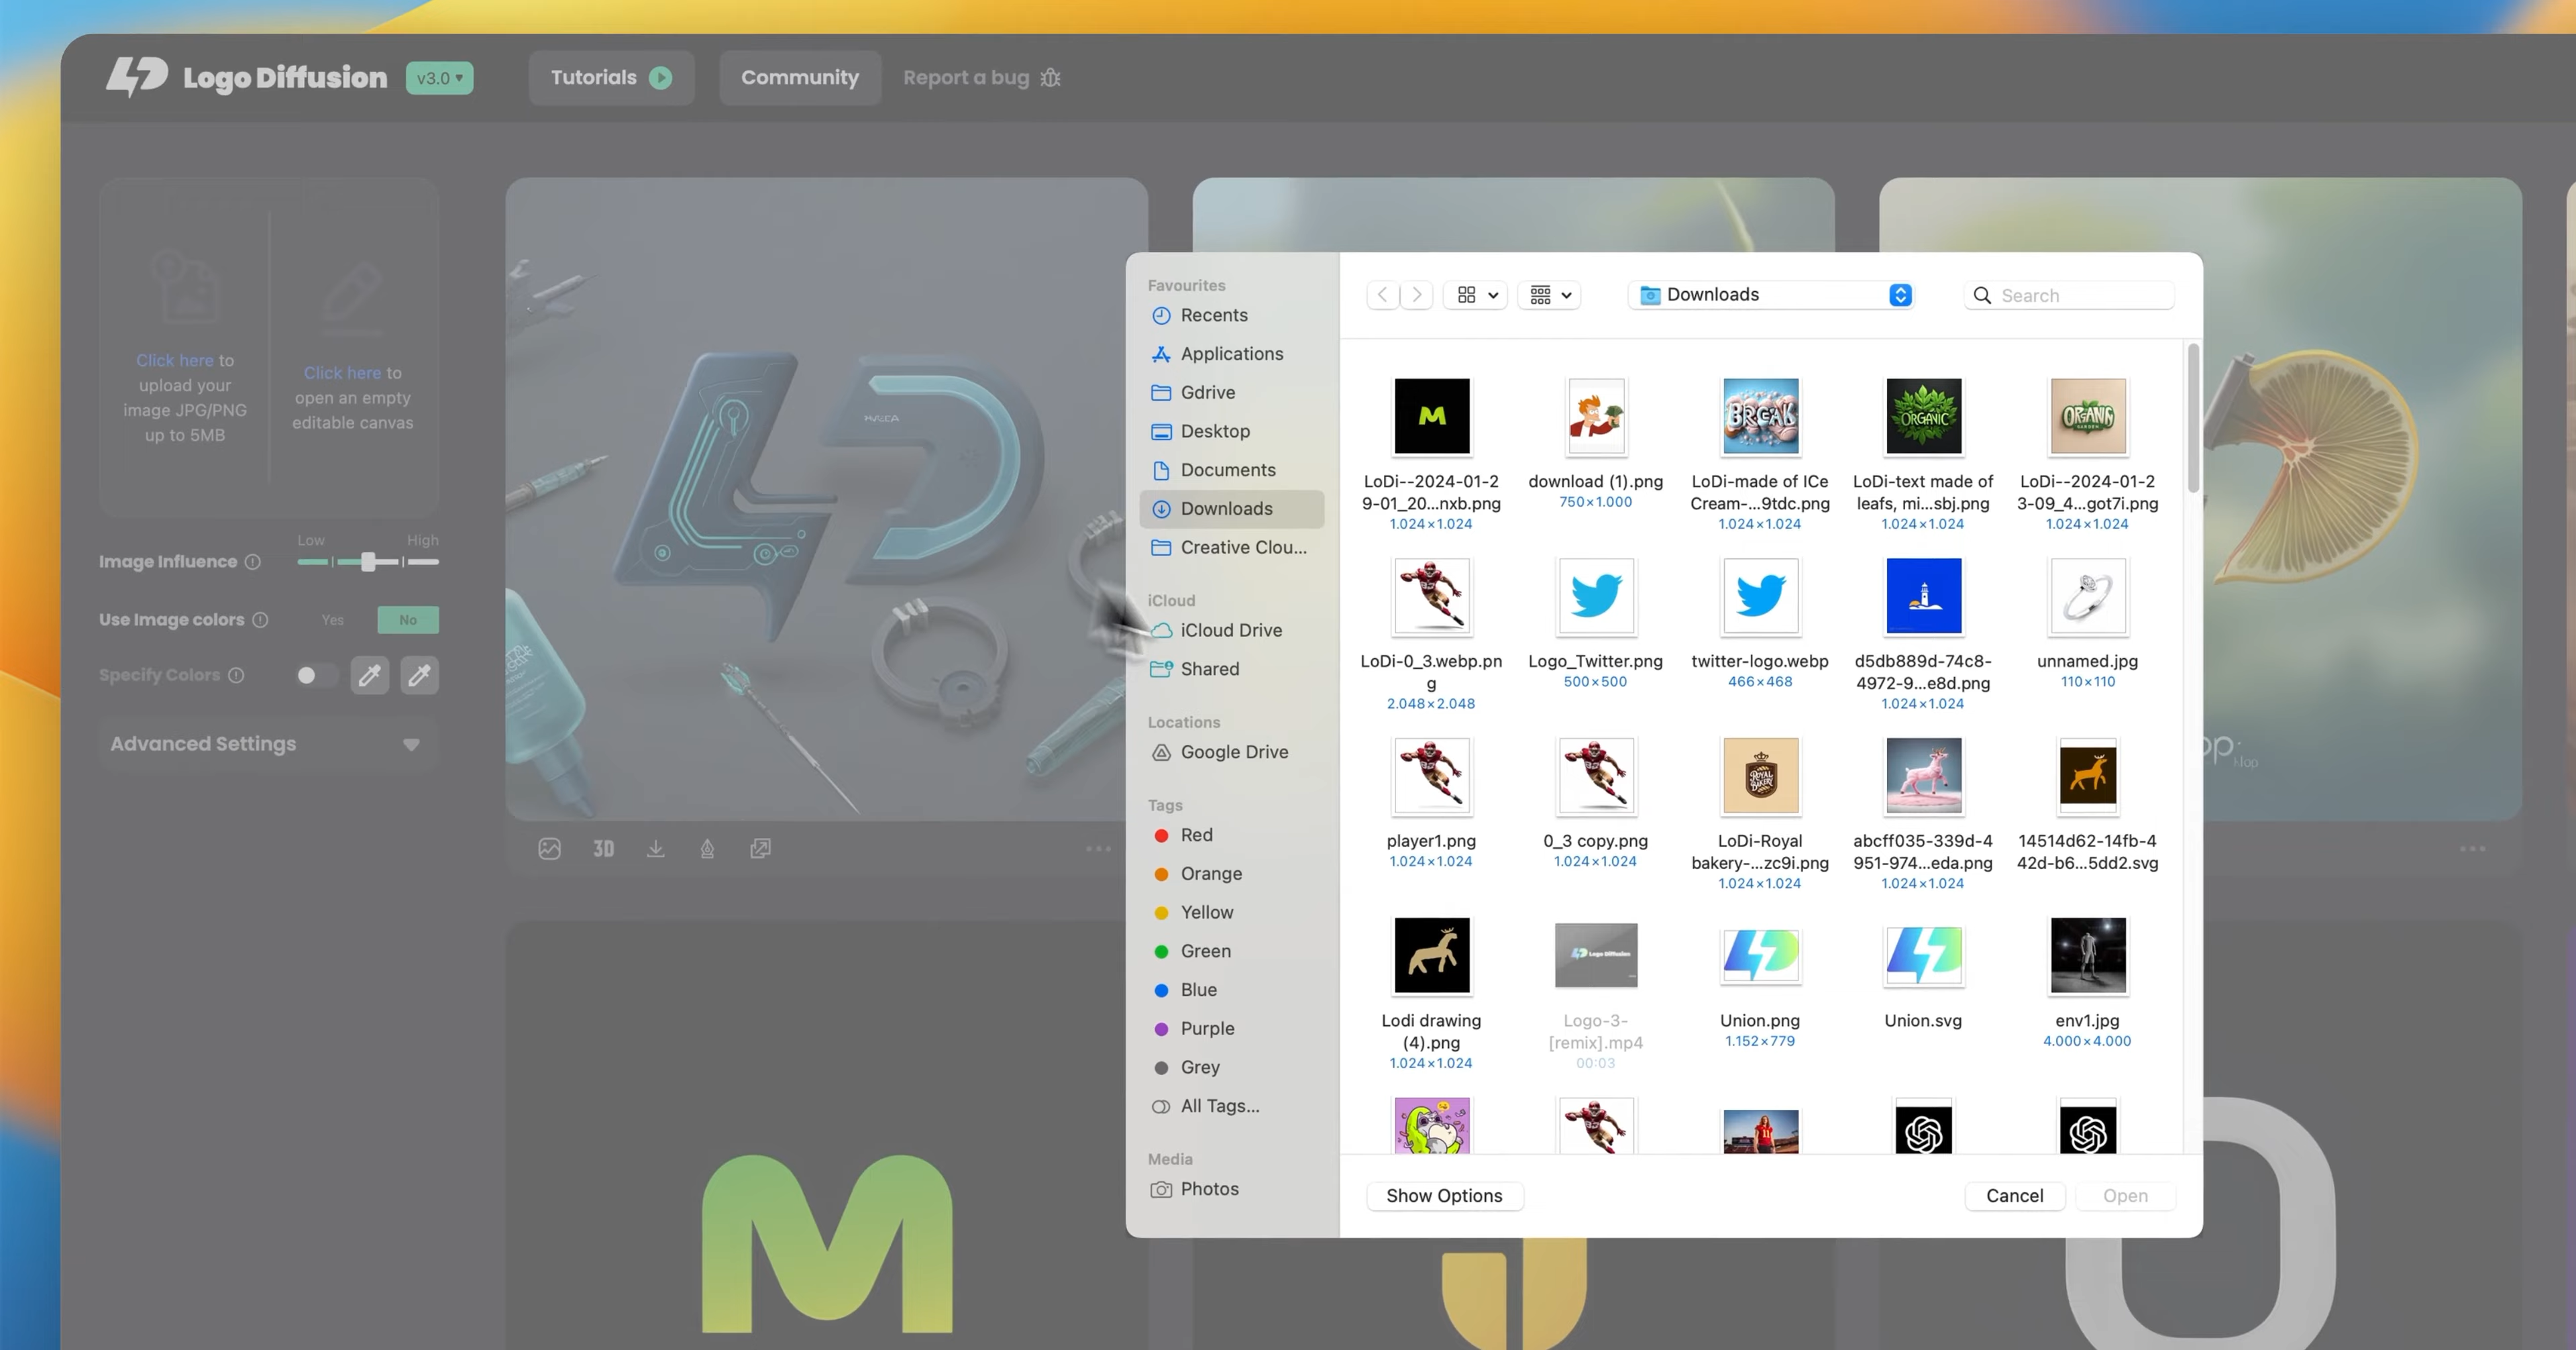 Logo Diffusion
v3.0
Tutorials
Community
Report a bug
Click here to
upload your
image JPG/PNG
up to 5MB
Click here to
open an empty
editable canvas
Low
High
Image Influence
Use Image colors
Yes
No
Specify Colors
Advanced Settings
3D
Favourites
Recents
Applications
Gdrive
Desktop
Documents
Downloads
Creative Clou...
iCloud
iCloud Drive
Shared
Locations
Google Drive
Tags
Red
Orange
Yellow
Green
Blue
Purple
Grey
All Tags...
Media
Photos
Downloads
Search
LoDi--2024-01-2
9-01_20...nxb.png
1.024×1.024
download (1).png
750×1.000
LoDi-made of ICe
Cream-...9tdc.png
1.024×1.024
LoDi-text made of
leafs, mi...sbj.png
1.024×1.024
LoDi--2024-01-2
3-09_4...got7i.png
1.024×1.024
LoDi-0_3.webp.pn
g
2.048×2.048
Logo_Twitter.png
500×500
twitter-logo.webp
466×468
d5db889d-74c8-
4972-9...e8d.png
1.024×1.024
unnamed.jpg
110×110
player1.png
1.024×1.024
0_3 copy.png
1.024×1.024
LoDi-Royal
bakery-...zc9i.png
1.024×1.024
abcff035-339d-4
951-974...eda.png
1.024×1.024
14514d62-14fb-4
42d-b6...5dd2.svg
Lodi drawing
(4).png
1.024×1.024
Logo-3-
[remix].mp4
00:03
Union.png
1.152×779
Union.svg
env1.jpg
4.000×4.000
Show Options
Cancel
Open
M